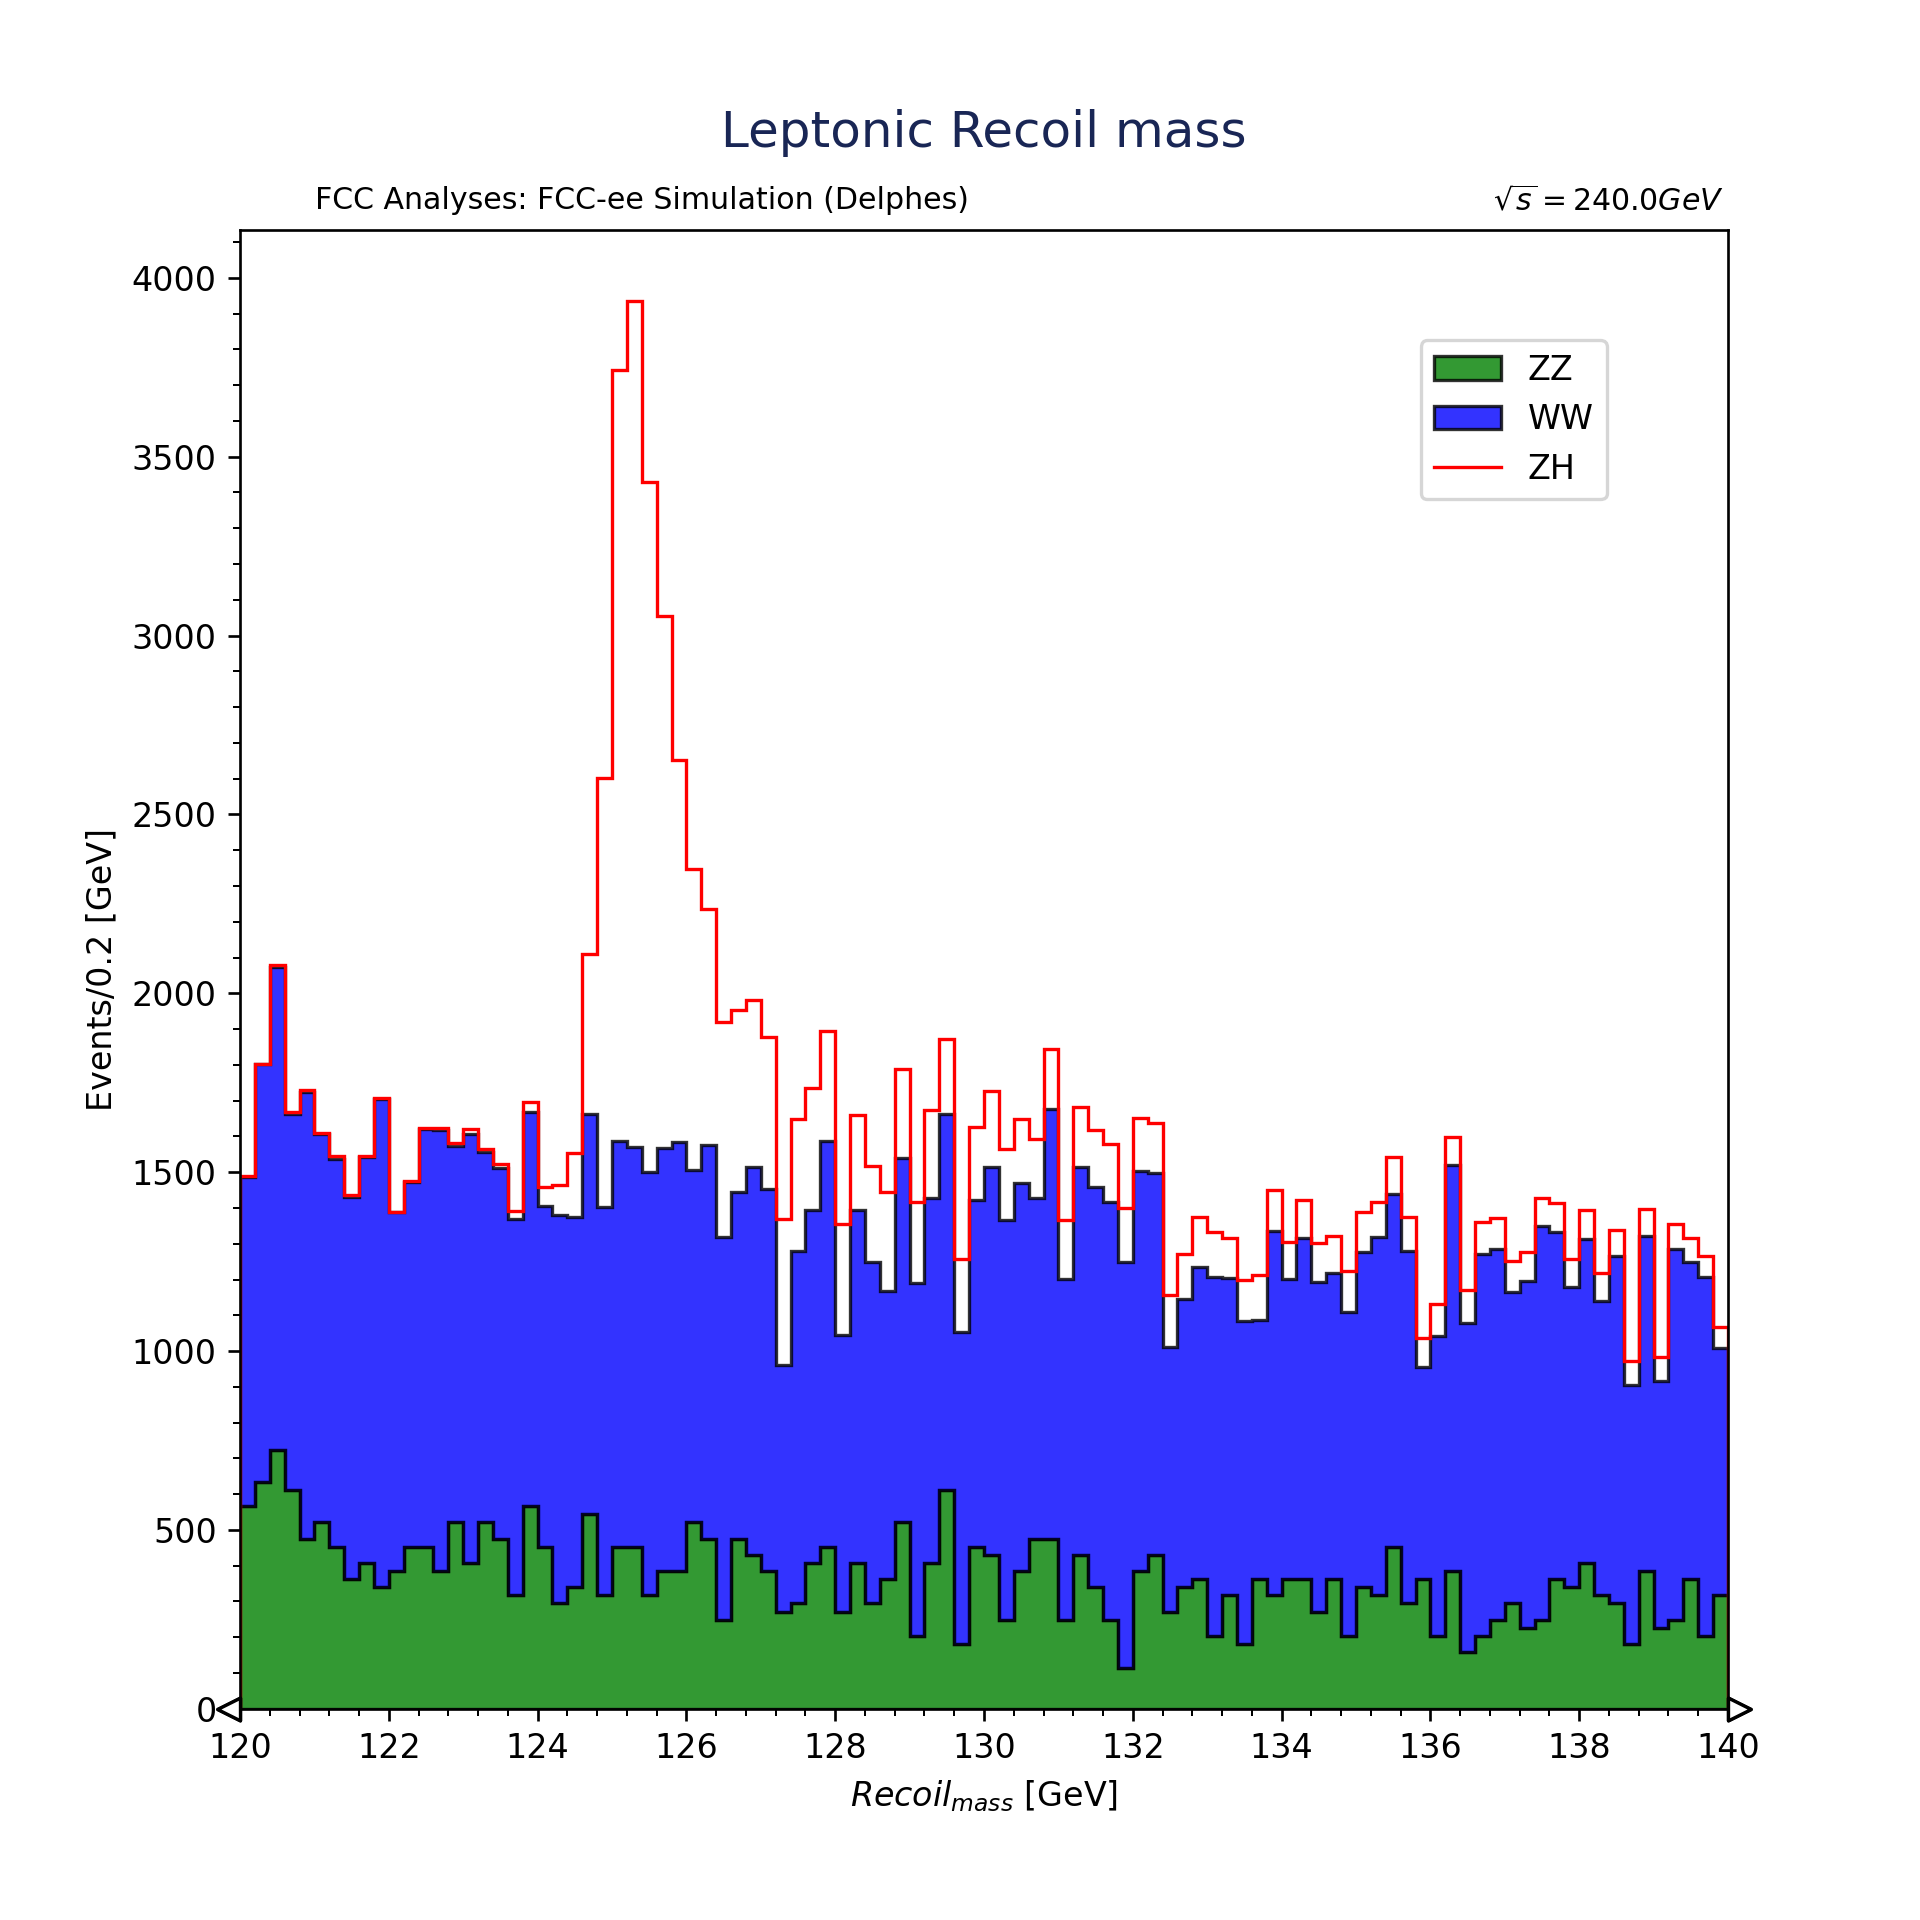 Leptonic Recoil mass
FCC Analyses: FCC-ee Simulation (Delphes)
√s = 240.0GeV
4000
3500
3000
2500
2000
1500
1000
500
0
Events/0.2 [GeV]
ZZ
WW
ZH
120 122 124 126 128 130 132 134 136 138 140
Recoil_mass [GeV]